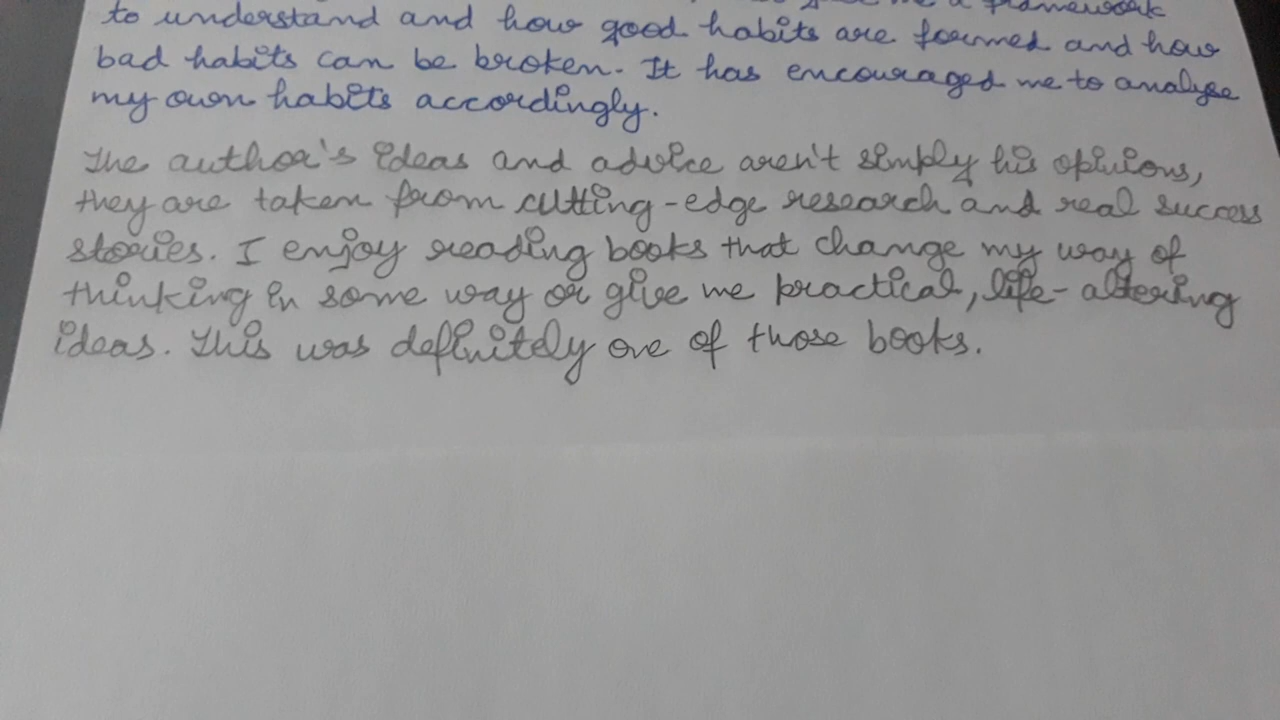 me a framework
to understand and how good habits are formed and how
bad habits can be broken. It has encouraged me to analyse
my own habits accordingly.
The author's ideas and advice aren't simply his opinions,
they are taken from cutting-edge research and real success
stories. I enjoy reading books that change my way of
thinking in some way or give me practical, life-altering
ideas. This was definitely one of those books.